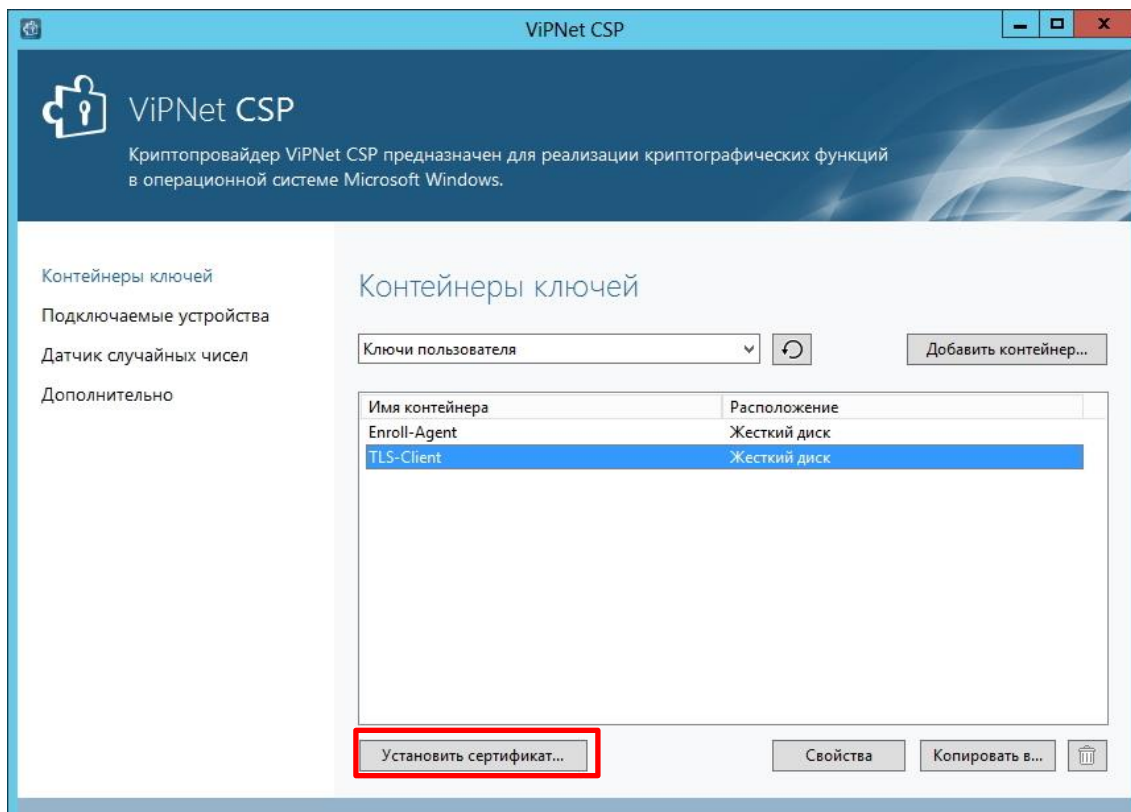 ViPNet CSP
ViPNet CSP
Криптопровайдер ViPNet CSP предназначен для реализации криптографических функций
в операционной системе Microsoft Windows.
Контейнеры ключей
Подключаемые устройства
Датчик случайных чисел
Дополнительно
Контейнеры ключей
Ключи пользователя
Добавить контейнер...
Имя контейнера Расположение
Enroll-Agent Жесткий диск
TLS-Client Жесткий диск
Установить сертификат... Свойства Копировать в...